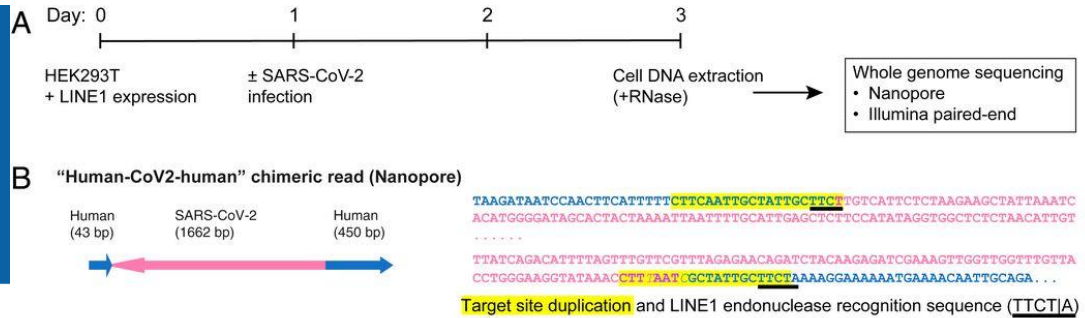 A
Day: 0 1 2 3
HEK293T
+ LINE1 expression
± SARS-CoV-2
infection
Cell DNA extraction
(+RNase)
Whole genome sequencing
• Nanopore
• Illumina paired-end
B
“Human-CoV2-human” chimeric read (Nanopore)
Human
(43 bp)
SARS-CoV-2
(1662 bp)
Human
(450 bp)
TAAGATAATCCAACTTCATTTTTCTTCAATTGCTATTGCTTCTTGTCATTCTCTAAGAAGCTATTAAATC
ACATGGGGATAGCACTACTAAAATTAATTTTGCATTGAGCTCTTCCATATAGGTGGCTCTCTAACATTGT
......
TTATCAGACATTTTAGTTTGTTCGTTTAGAGAACAGATCTACAAGAGATCGAAAGTTGGTTGGTTTGTTA
CCTGGGAAGGTATAAACCTTTAATCGCTATTGCTTCTAAAAGGAAAAAATGAAAACAATTGCAGA...
Target site duplication and LINE1 endonuclease recognition sequence (TTCT|A)